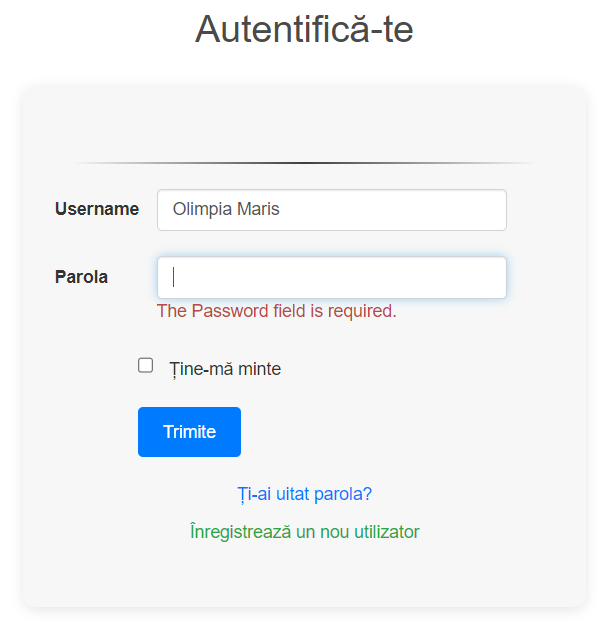 Autentifică-te
Username
Olimpia Maris
Parola
The Password field is required.
Ține-mă minte
Trimite
Ți-ai uitat parola?
Înregistrează un nou utilizator